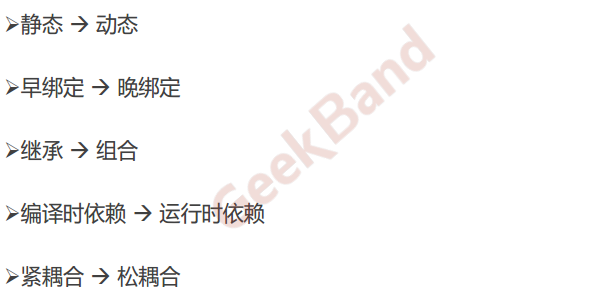 ➢静态 → 动态
➢早绑定 → 晚绑定
➢继承 → 组合
➢编译时依赖 → 运行时依赖
➢紧耦合 → 松耦合
GeekBand